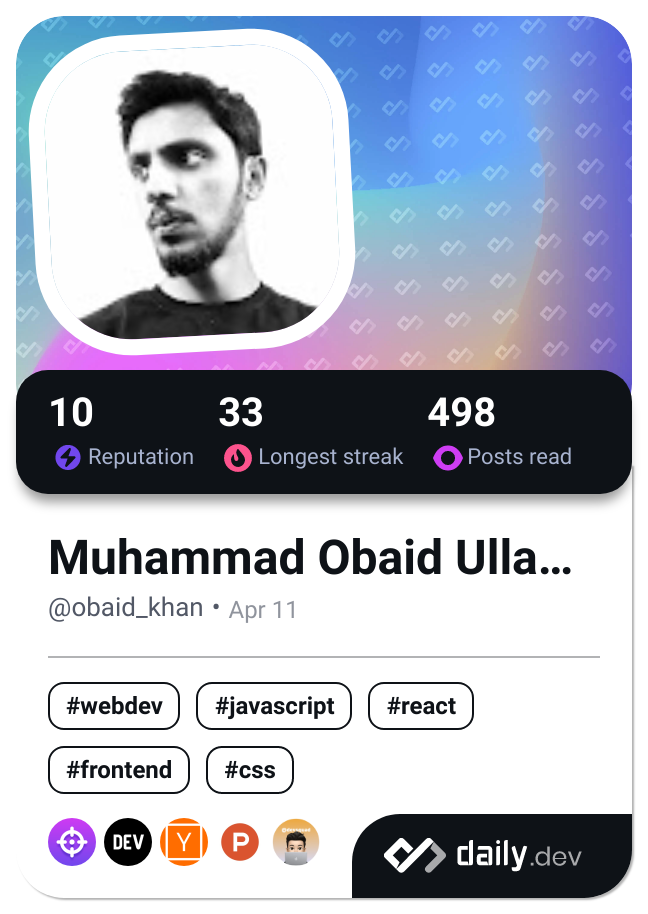 10 33 498
Reputation Longest streak Posts read
Muhammad Obaid Ulla...
@obaid_khan • Apr 11
#webdev #javascript #react
#frontend #css
DEV Y P
daily.dev